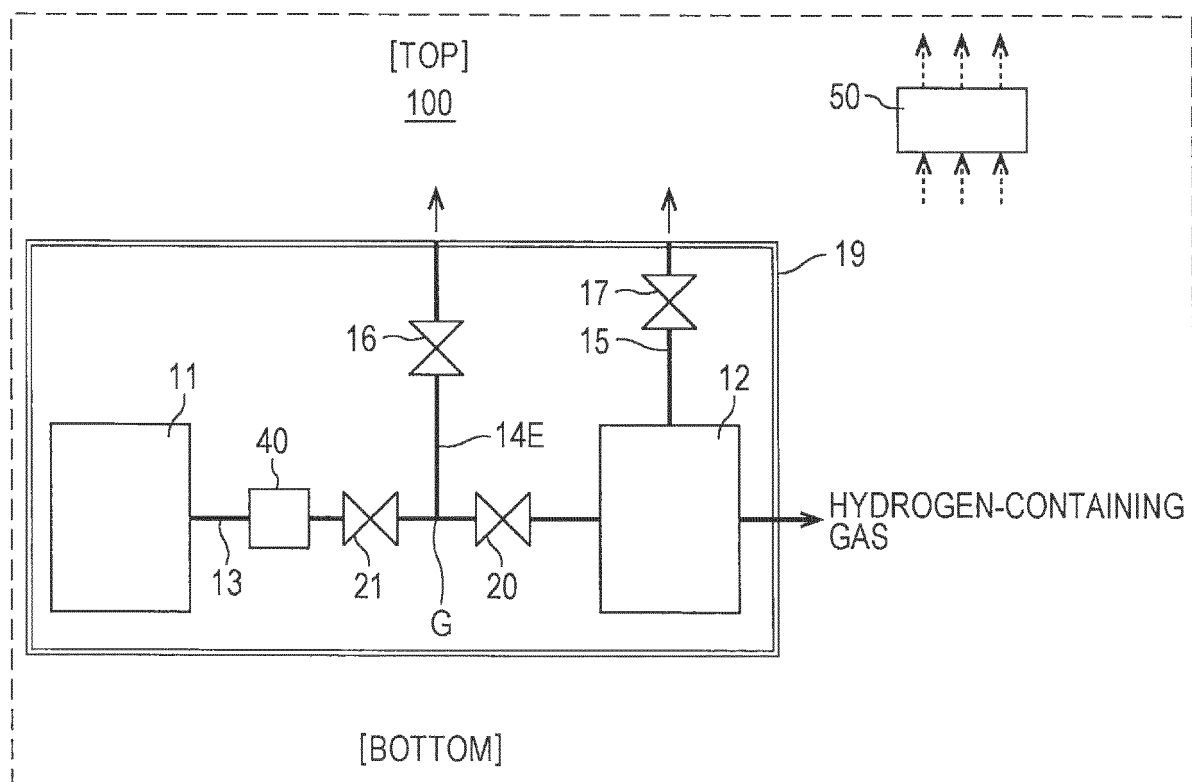 [TOP]
100
50
19
17
16
15
11
12
40
14E
HYDROGEN-CONTAINING
GAS
13
21
20
G
[BOTTOM]